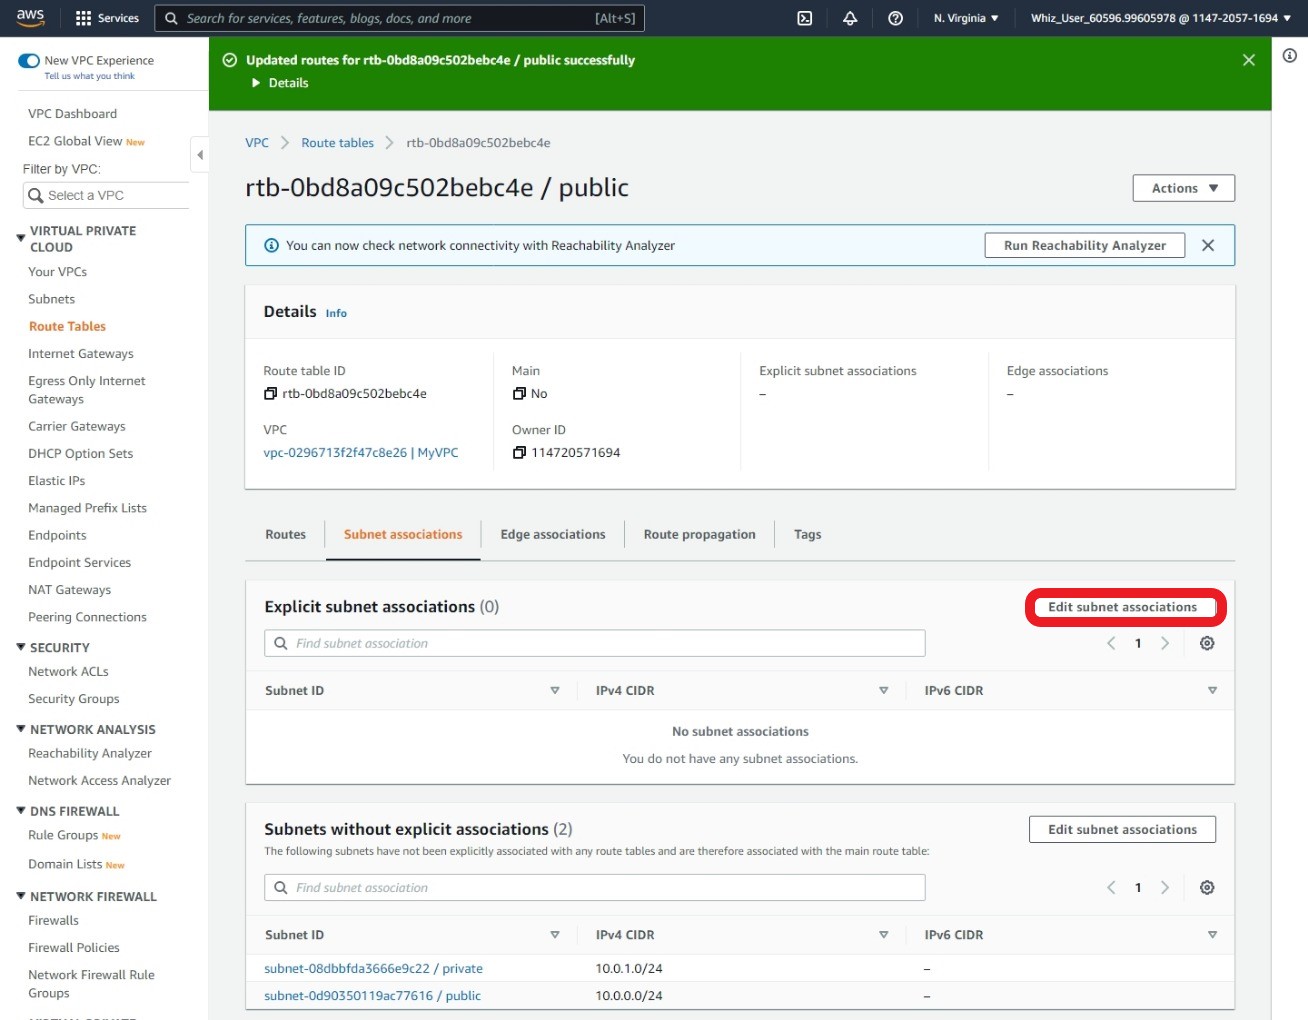 aws Services Search for services, features, blogs, docs, and more [Alt+S] N. Virginia ▼ Whiz_User_60596.99605978 @ 1147-2057-1694 ▼
New VPC Experience
Tell us what you think
VPC Dashboard
EC2 Global View New
Filter by VPC:
Select a VPC
VIRTUAL PRIVATE
CLOUD
Your VPCs
Subnets
Route Tables
Internet Gateways
Egress Only Internet
Gateways
Carrier Gateways
DHCP Option Sets
Elastic IPs
Managed Prefix Lists
Endpoints
Endpoint Services
NAT Gateways
Peering Connections
SECURITY
Network ACLs
Security Groups
NETWORK ANALYSIS
Reachability Analyzer
Network Access Analyzer
DNS FIREWALL
Rule Groups New
Domain Lists New
NETWORK FIREWALL
Firewalls
Firewall Policies
Network Firewall Rule
Groups
VIRTUAL PRIVATE
Updated routes for rtb-0bd8a09c502bebc4e / public successfully
Details
VPC > Route tables > rtb-0bd8a09c502bebc4e
rtb-0bd8a09c502bebc4e / public
Actions ▼
You can now check network connectivity with Reachability Analyzer
Run Reachability Analyzer
Details Info
Route table ID
rtb-0bd8a09c502bebc4e
VPC
vpc-0296713f2f47c8e26 | MyVPC
Main
No
Owner ID
114720571694
Explicit subnet associations
–
Edge associations
–
Routes Subnet associations Edge associations Route propagation Tags
Explicit subnet associations (0)
Edit subnet associations
Find subnet association
1
Subnet ID IPv4 CIDR IPv6 CIDR
No subnet associations
You do not have any subnet associations.
Subnets without explicit associations (2)
Edit subnet associations
The following subnets have not been explicitly associated with any route tables and are therefore associated with the main route table:
Find subnet association
1
Subnet ID IPv4 CIDR IPv6 CIDR
subnet-08dbbfda3666e9c22 / private 10.0.1.0/24 –
subnet-0d90350119ac77616 / public 10.0.0.0/24 –